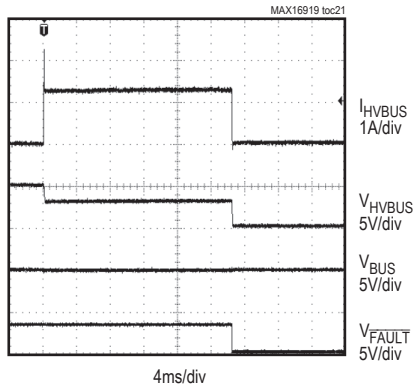 MAX16919 toc21
T
IHVBUS
1A/div
VHVBUS
5V/div
VBUS
5V/div
VFAULT
5V/div
4ms/div